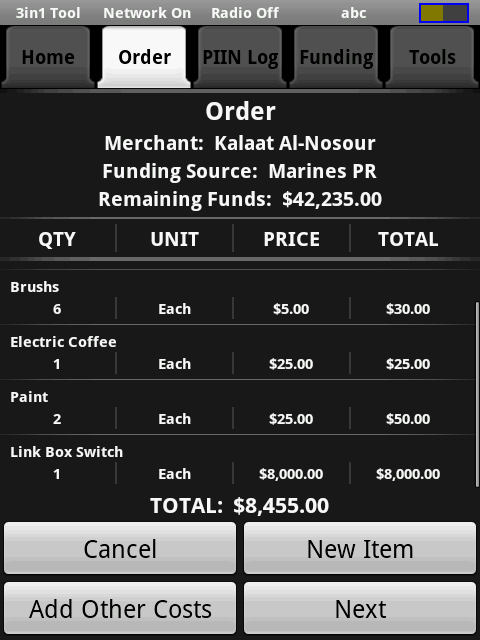 3in1 Tool Network On Radio Off abc
Home Order PIIN Log Funding Tools
Order
Merchant: Kalaat Al-Nosour
Funding Source: Marines PR
Remaining Funds: $42,235.00
QTY UNIT PRICE TOTAL
Brushs
6 Each $5.00 $30.00
Electric Coffee
1 Each $25.00 $25.00
Paint
2 Each $25.00 $50.00
Link Box Switch
1 Each $8,000.00 $8,000.00
TOTAL: $8,455.00
Cancel New Item
Add Other Costs Next